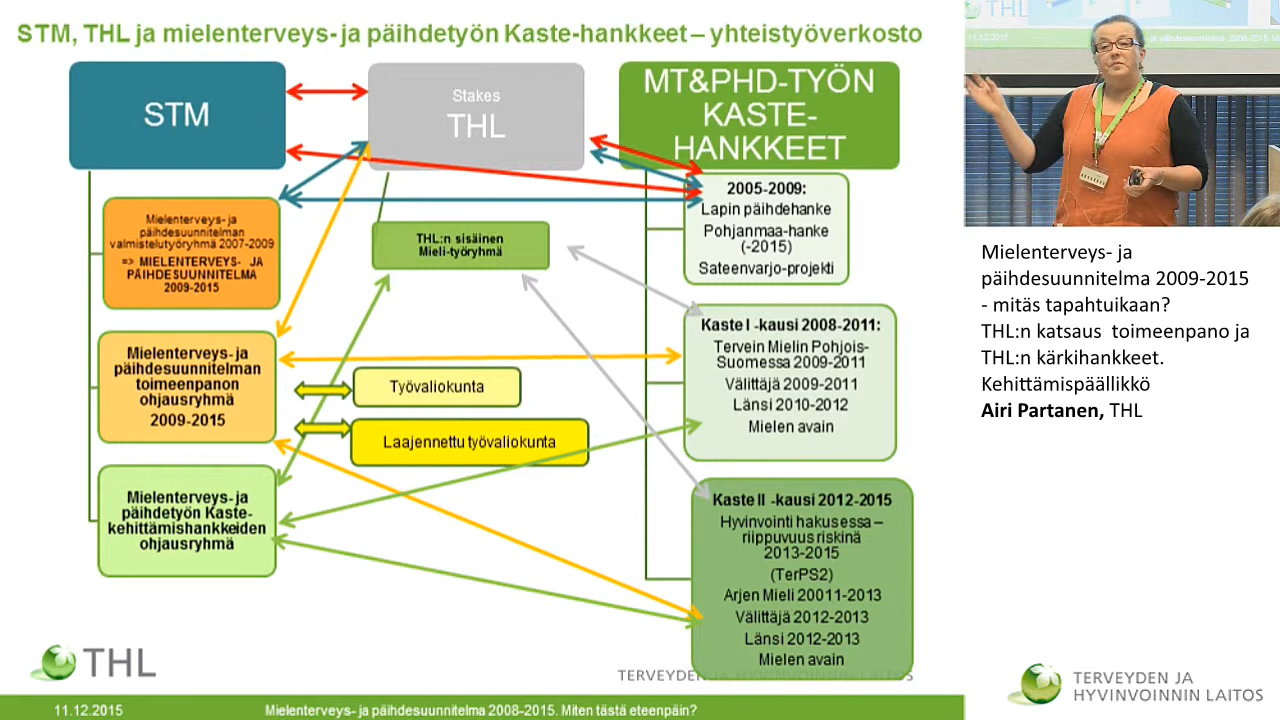 STM, THL ja mielenterveys- ja päihdetyön Kaste-hankkeet – yhteistyöverkosto
STM
Stakes
THL
MT&PHD-TYÖN
KASTE-
HANKKEET
Mielenterveys- ja
päihdesuunnitelman
valmistelutyöryhmä 2007-2009
=> MIELENTERVEYS- JA
PÄIHDESUUNNITELMA
2009-2015
Mielenterveys- ja
päihdesuunnitelman
toimeenpanon
ohjausryhmä
2009-2015
Mielenterveys- ja
päihdetyön Kaste-
kehittämishankkeiden
ohjausryhmä
THL:n sisäinen
Mieli-työryhmä
Työvaliokunta
Laajennettu työvaliokunta
2005-2009:
Lapin päihdehanke
Pohjanmaa-hanke
(-2015)
Sateenvarjo-projekti
Kaste I -kausi 2008-2011:
Tervein Mielin Pohjois-
Suomessa 2009-2011
Välittäjä 2009-2011
Länsi 2010-2012
Mielen avain
Kaste II -kausi 2012-2015
Hyvinvointi hakusessa –
riippuvuus riskinä
2013-2015
(TerPS2)
Arjen Mieli 20011-2013
Välittäjä 2012-2013
Länsi 2012-2013
Mielen avain
THL
11.12.2015
Mielenterveys- ja päihdesuunnitelma 2008-2015. Miten tästä eteenpäin?
THL
11.12.2015
Mielenterveys- ja
päihdesuunnitelma 2009-2015
- mitäs tapahtuikaan?
THL:n katsaus toimeenpano ja
THL:n kärkihankkeet.
Kehittämispäällikkö
Airi Partanen, THL
TERVEYDEN JA
HYVINVOINNIN LAITOS